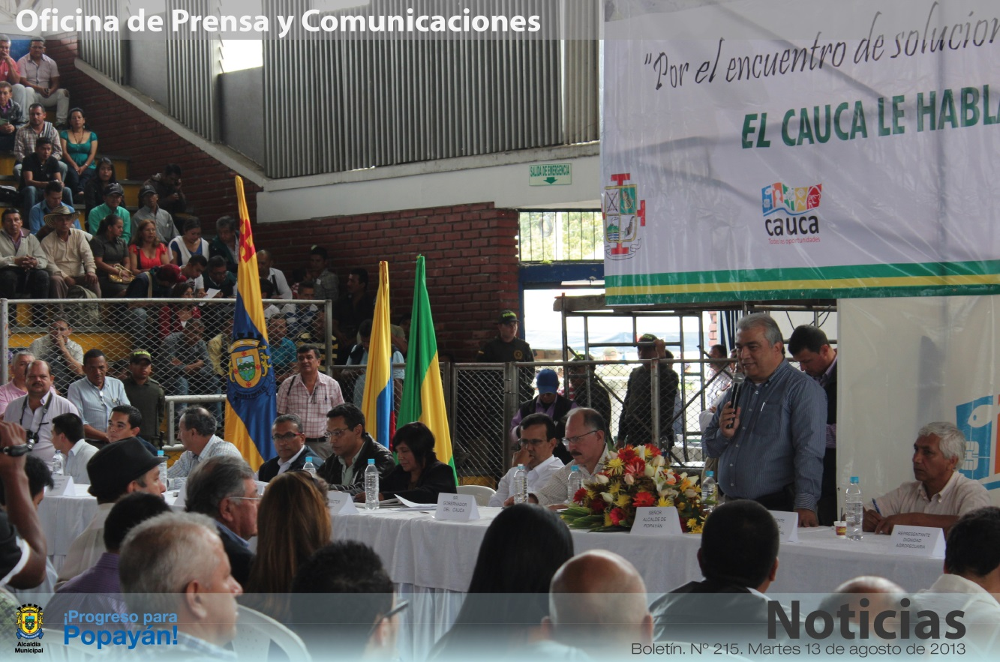 Oficina de Prensa y Comunicaciones
"Por el encuentro de solucion
EL CAUCA LE HABL
SALIDA DE EMERGENCIA
cauca
Todas las oportunidades
POLICIA
SR.
GOBERNADOR
DEL CAUCA
SEÑOR
ALCALDE DE
POPAYÁN
REPRESENTANTE
DIGNIDAD
AGROPECUARIA
Alcaldía
Municipal
¡Progreso para
Popayán!
Noticias
Boletín. Nº 215. Martes 13 de agosto de 2013